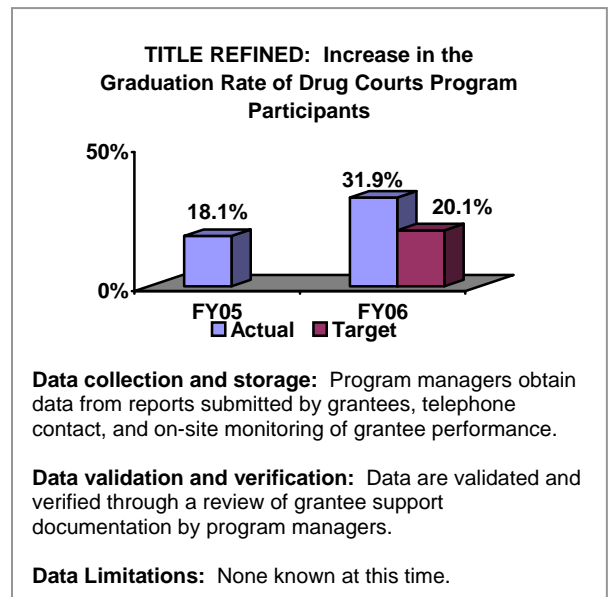 TITLE REFINED:  Increase in the
Graduation Rate of Drug Courts Program
Participants
50%
31.9%
18.1%
20.1%
0%
FY05
FY06
Actual
Target
Data collection and storage:  Program managers obtain
data from reports submitted by grantees, telephone
contact, and on-site monitoring of grantee performance.
Data validation and verification:  Data are validated and
verified through a review of grantee support
documentation by program managers.
Data Limitations:  None known at this time.